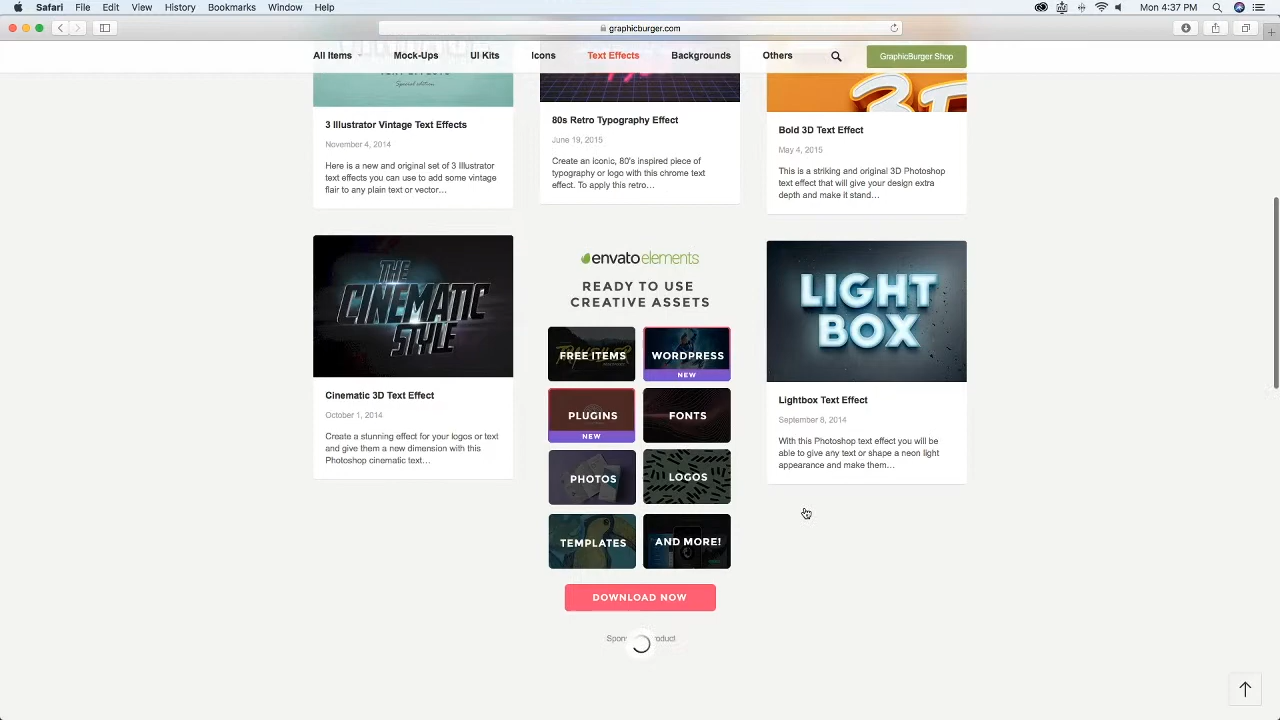 Safari File Edit View History Bookmarks Window Help Mon 4:37 PM
graphicburger.com
All Items Mock-Ups UI Kits Icons Text Effects Backgrounds Others GraphicBurger Shop
Special edition
3D
3 Illustrator Vintage Text Effects
November 4, 2014
Here is a new and original set of 3 Illustrator
text effects you can use to add some vintage
flair to any plain text or vector…
80s Retro Typography Effect
June 19, 2015
Create an iconic, 80's inspired piece of
typography or logo with this chrome text
effect. To apply this retro…
Bold 3D Text Effect
May 4, 2015
This is a striking and original 3D Photoshop
text effect that will give your design extra
depth and make it stand…
THE
CINEMATIC
STYLE
Cinematic 3D Text Effect
October 1, 2014
Create a stunning effect for your logos or text
and give them a new dimension with this
Photoshop cinematic text…
envato elements
READY TO USE
CREATIVE ASSETS
FREE ITEMS
WORDPRESS
NEW
PLUGINS
NEW
FONTS
PHOTOS
LOGOS
TEMPLATES
AND MORE!
DOWNLOAD NOW
LIGHT
BOX
Lightbox Text Effect
September 8, 2014
With this Photoshop text effect you will be
able to give any text or shape a neon light
appearance and make them…